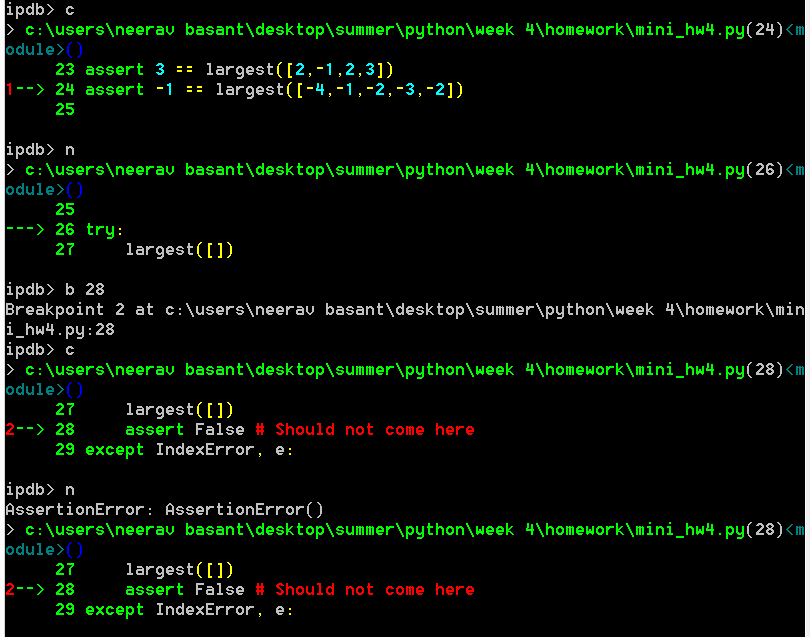 ipdb> c
> c:\users\neerav basant\desktop\summer\python\week 4\homework\mini_hw4.py(24)<m
odule>()
     23 assert 3 == largest([2,-1,2,3])
1--> 24 assert -1 == largest([-4,-1,-2,-3,-2])
     25
ipdb> n
> c:\users\neerav basant\desktop\summer\python\week 4\homework\mini_hw4.py(26)<m
odule>()
     25
---> 26 try:
     27     largest([])
ipdb> b 28
Breakpoint 2 at c:\users\neerav basant\desktop\summer\python\week 4\homework\min
i_hw4.py:28
ipdb> c
> c:\users\neerav basant\desktop\summer\python\week 4\homework\mini_hw4.py(28)<m
odule>()
     27     largest([])
2--> 28     assert False # Should not come here
     29 except IndexError, e:
ipdb> n
AssertionError: AssertionError()
> c:\users\neerav basant\desktop\summer\python\week 4\homework\mini_hw4.py(28)<m
odule>()
     27     largest([])
2--> 28     assert False # Should not come here
     29 except IndexError, e: